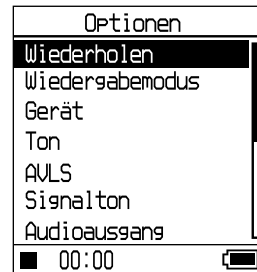 Optionen
Wiederholen
Wiedergabemodus
Gerät
Ton
AVLS
Signalton
Audioausgang
00:00